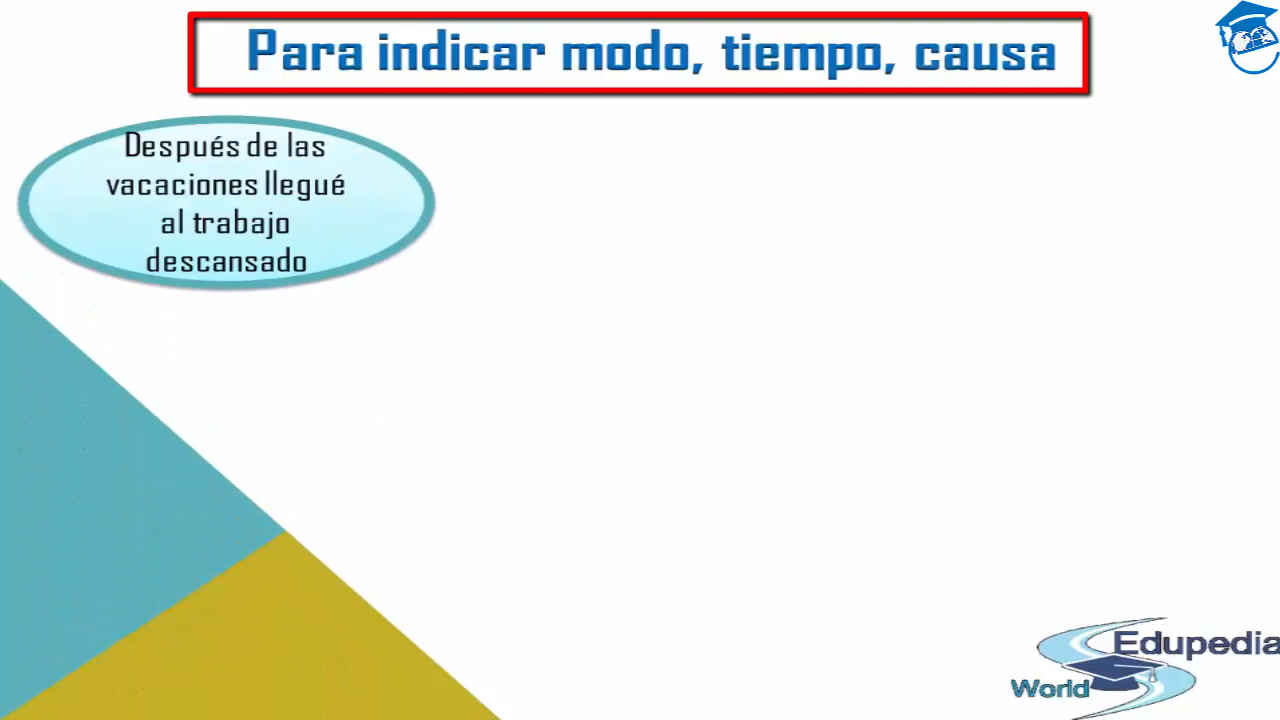 Para indicar modo, tiempo, causa
Después de las
vacaciones llegué
al trabajo
descansado
Edupedia
World